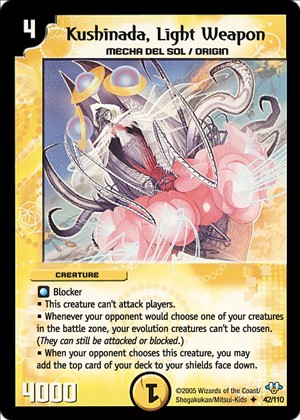 4
Kushinada, Light Weapon
MECHA DEL SOL / ORIGIN
CREATURE
Blocker
■ This creature can't attack players.
■ Whenever your opponent would choose one of your creatures
in the battle zone, your evolution creatures can't be chosen.
(They can still be attacked or blocked.)
■ When your opponent chooses this creature, you may
add the top card of your deck to your shields face down.
4000
1
©2005 Wizards of the Coast/
Shogakukan/Mitsui-Kids ♦ 42/110